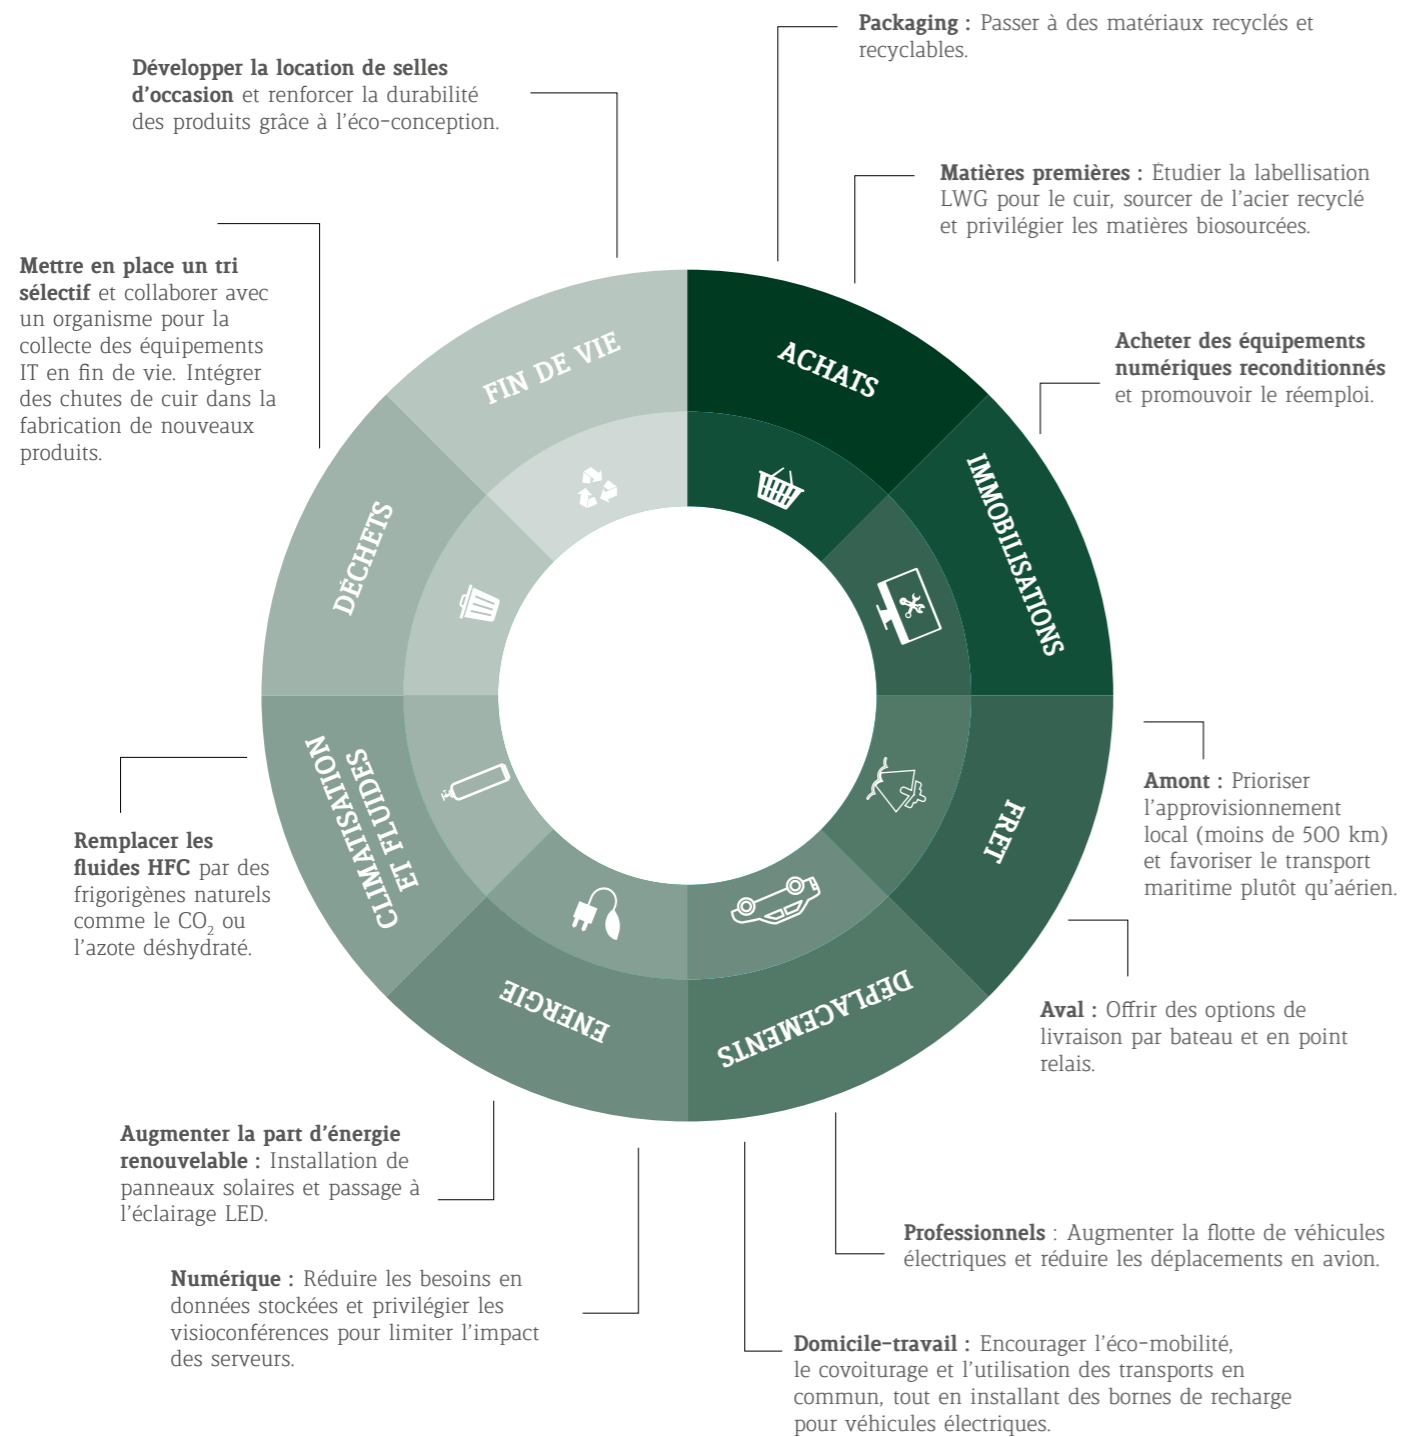 Packaging : Passer à des matériaux recyclés et
recyclables.
Développer la location de selles
d’occasion et renforcer la durabilité
des produits grâce à l’éco-conception.
Matières premières : Étudier la labellisation
LWG pour le cuir, sourcer de l’acier recyclé
et privilégier les matières biosourcées.
Mettre en place un tri
sélectif et collaborer avec
un organisme pour la
collecte des équipements
IT en fin de vie. Intégrer
des chutes de cuir dans la
fabrication de nouveaux
produits.
Acheter des équipements
numériques reconditionnés
et promouvoir le réemploi.
FIN DE VIE
ACHATS
IMMOBILISATIONS
DÉCHETS
FRET
CLIMATISATION
ET FLUIDES
DÉPLACEMENTS
ENERGIE
Amont : Prioriser
l’approvisionnement
local (moins de 500 km)
et favoriser le transport
maritime plutôt qu’aérien.
Remplacer les
fluides HFC par des
frigorigènes naturels
comme le CO₂ ou
l’azote déshydraté.
Aval : Offrir des options de
livraison par bateau et en point
relais.
Augmenter la part d’énergie
renouvelable : Installation de
panneaux solaires et passage à
l’éclairage LED.
Professionnels : Augmenter la flotte de véhicules
électriques et réduire les déplacements en avion.
Numérique : Réduire les besoins en
données stockées et privilégier les
visioconférences pour limiter l’impact
des serveurs.
Domicile-travail : Encourager l’éco-mobilité,
le covoiturage et l’utilisation des transports en
commun, tout en installant des bornes de recharge
pour véhicules électriques.